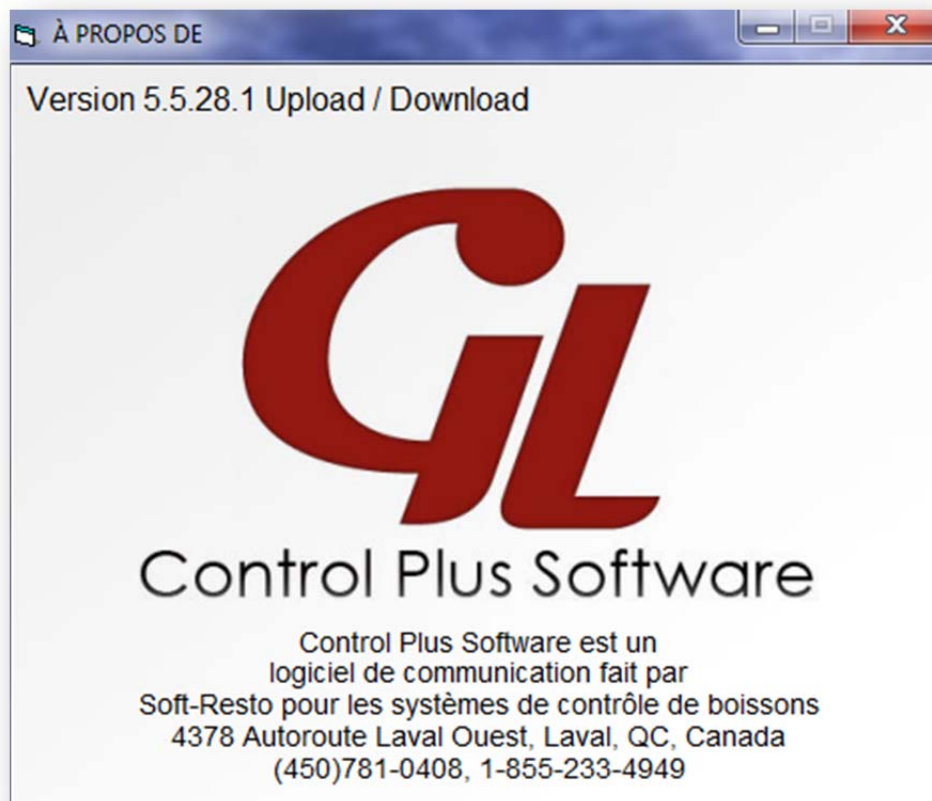 À PROPOS DE
Version 5.5.28.1 Upload / Download
GL
Control Plus Software
Control Plus Software est un
logiciel de communication fait par
Soft-Resto pour les systèmes de contrôle de boissons
4378 Autoroute Laval Ouest, Laval, QC, Canada
(450)781-0408, 1-855-233-4949